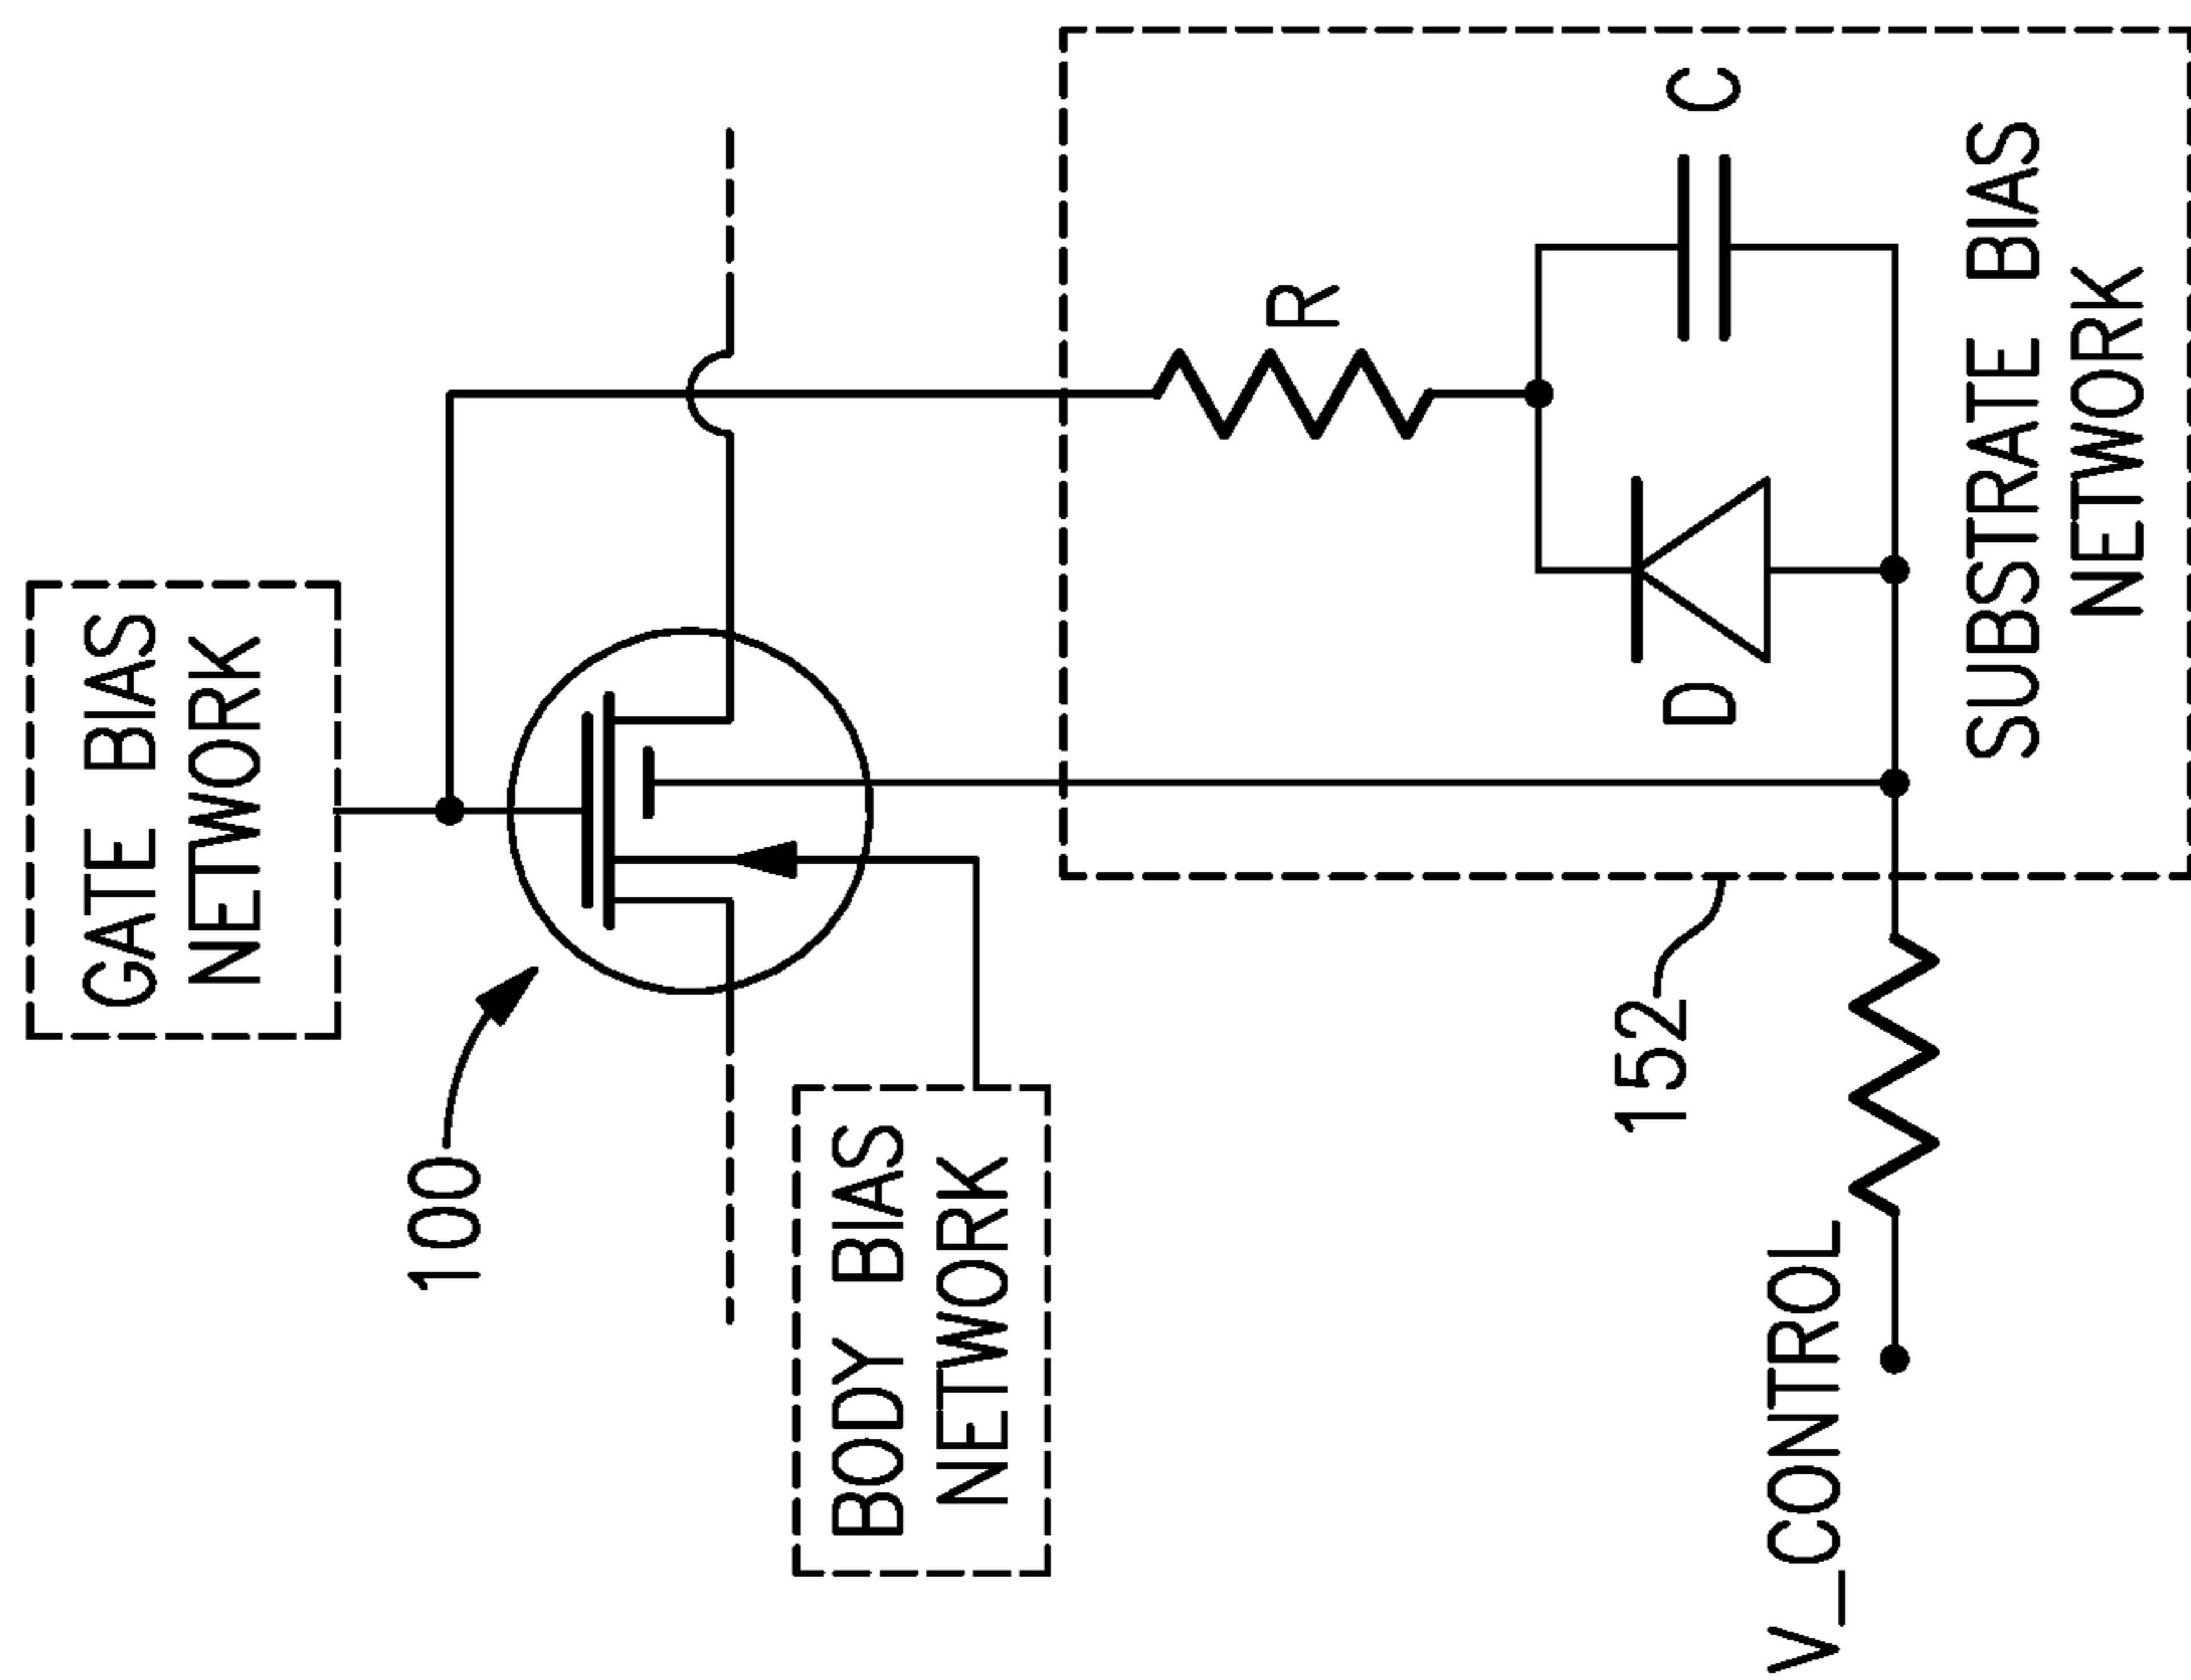 GATE BIAS
NETWORK
100
BODY BIAS
NETWORK
R
C
D
152
V_CONTROL
SUBSTRATE BIAS
NETWORK